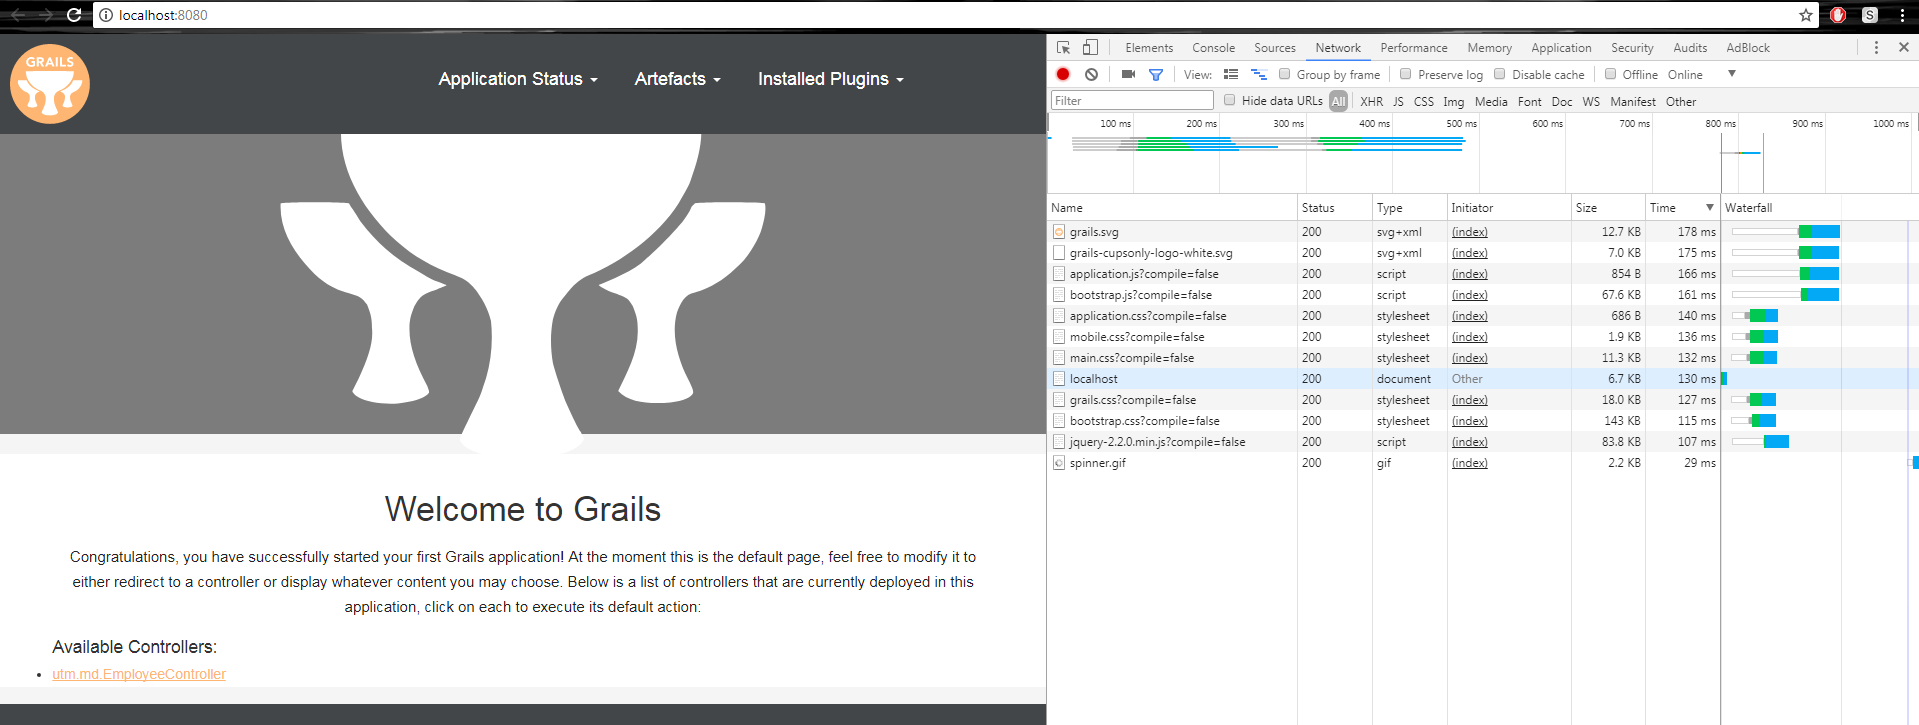 localhost:8080
S
GRAILS
Application Status
Artefacts
Installed Plugins
Welcome to Grails
Congratulations, you have successfully started your first Grails application! At the moment this is the default page, feel free to modify it to
either redirect to a controller or display whatever content you may choose. Below is a list of controllers that are currently deployed in this
application, click on each to execute its default action:
Available Controllers:
utm.md.EmployeeController
Elements Console Sources Network Performance Memory Application Security Audits AdBlock
View: Group by frame Preserve log Disable cache Offline Online
Filter Hide data URLs All XHR JS CSS Img Media Font Doc WS Manifest Other
100 ms 200 ms 300 ms 400 ms 500 ms 600 ms 700 ms 800 ms 900 ms 1000 ms
Name Status Type Initiator Size Time Waterfall
grails.svg 200 svg+xml (index) 12.7 KB 178 ms
grails-cupsonly-logo-white.svg 200 svg+xml (index) 7.0 KB 175 ms
application.js?compile=false 200 script (index) 854 B 166 ms
bootstrap.js?compile=false 200 script (index) 67.6 KB 161 ms
application.css?compile=false 200 stylesheet (index) 686 B 140 ms
mobile.css?compile=false 200 stylesheet (index) 1.9 KB 136 ms
main.css?compile=false 200 stylesheet (index) 11.3 KB 132 ms
localhost 200 document Other 6.7 KB 130 ms
grails.css?compile=false 200 stylesheet (index) 18.0 KB 127 ms
bootstrap.css?compile=false 200 stylesheet (index) 143 KB 115 ms
jquery-2.2.0.min.js?compile=false 200 script (index) 83.8 KB 107 ms
spinner.gif 200 gif (index) 2.2 KB 29 ms